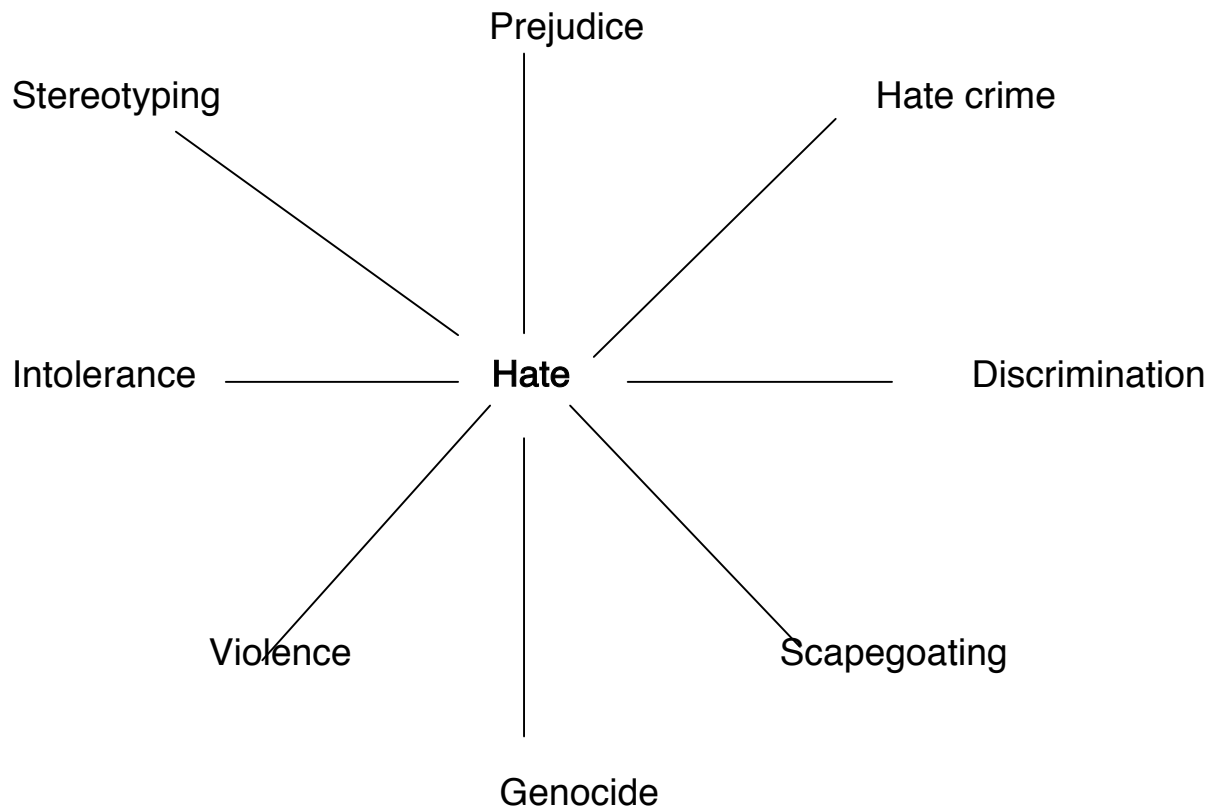 Prejudice
Stereotyping
Hate crime
Intolerance
Hate
Discrimination
Violence
Scapegoating
Genocide